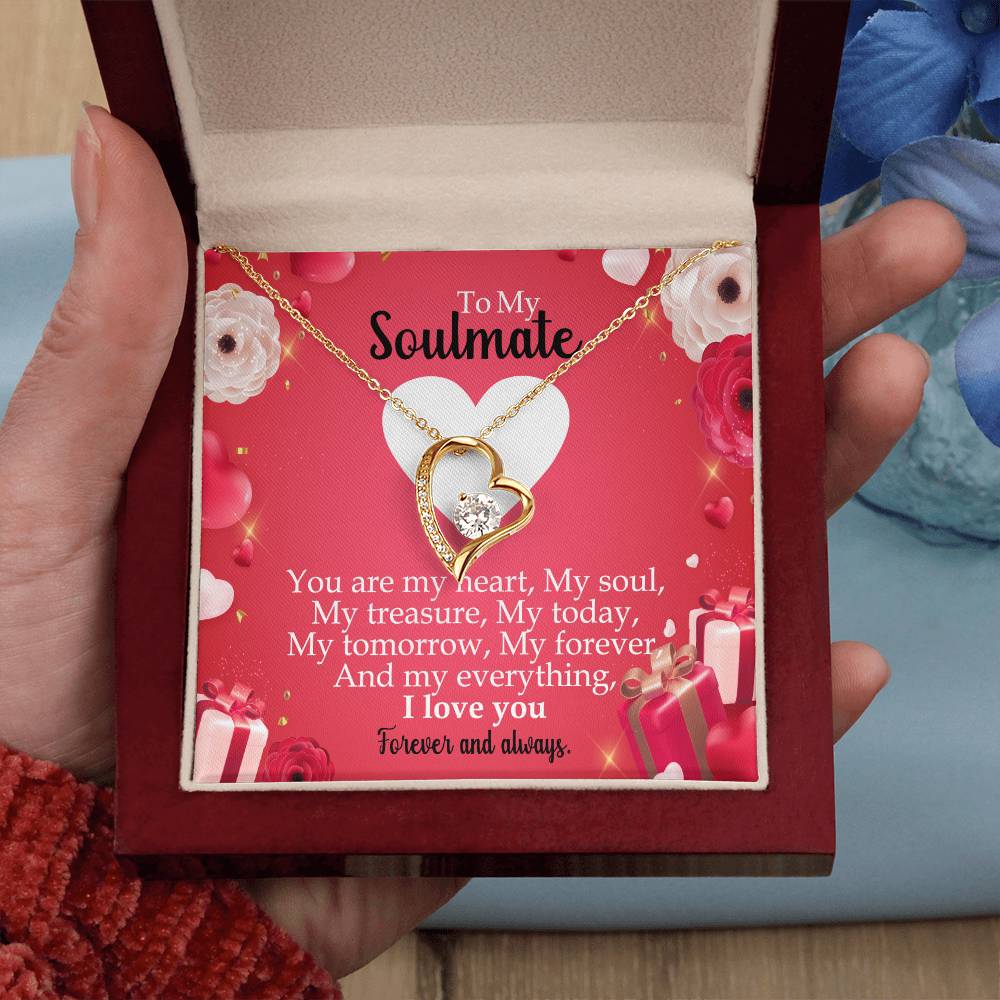 To My
Soulmate
You are my heart, My soul,
My treasure, My today,
My tomorrow, My forever,
And my everything,
I love you
Forever and always.